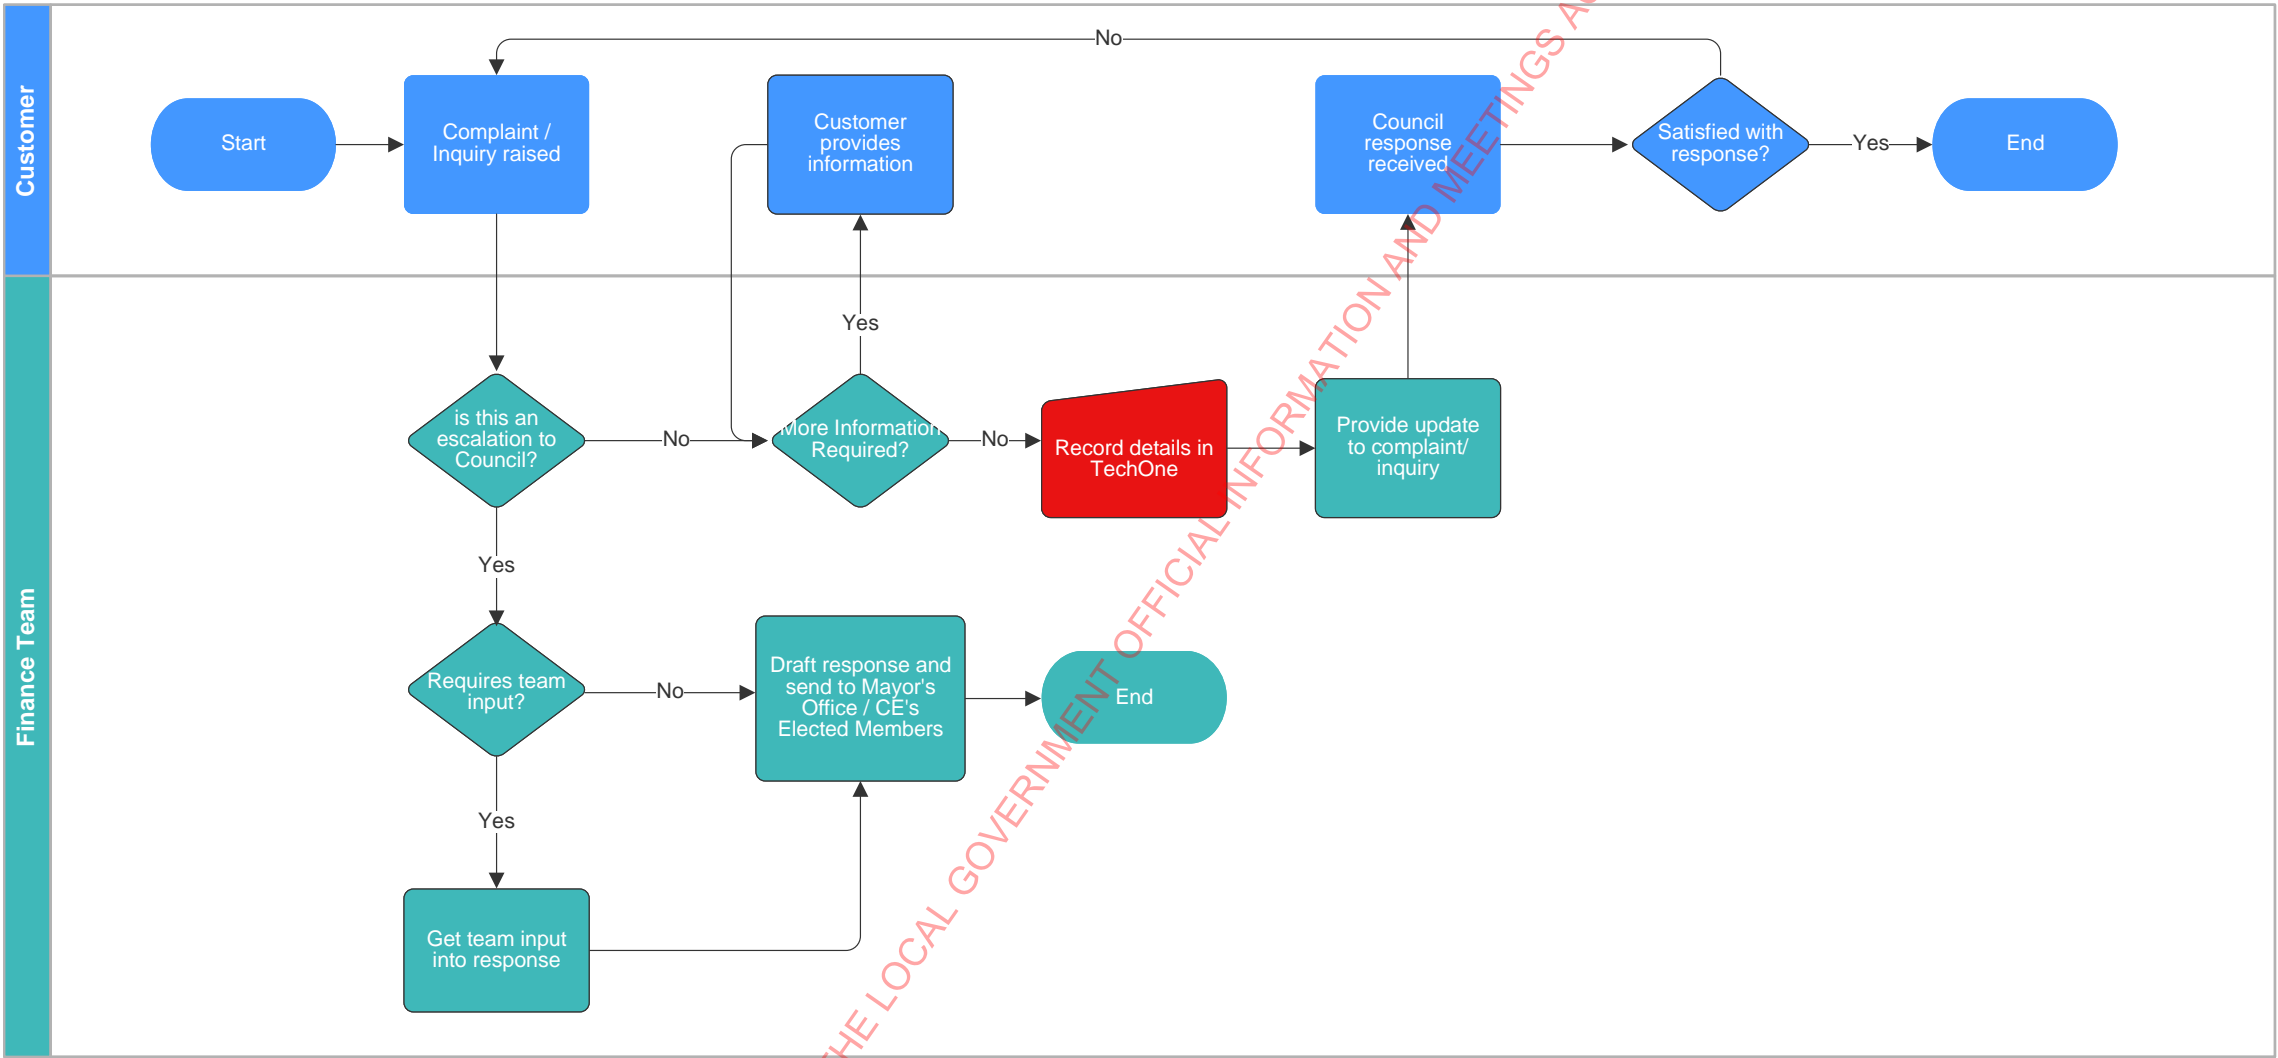 Customer
Start
Complaint /
Inquiry raised
Customer
provides
information
Council
response
received
Satisfied with
response?
End
No
Yes
Yes
Finance Team
is this an
escalation to
Council?
No
More Information
Required?
No
Record details in
TechOne
Provide update
to complaint/
inquiry
Yes
Requires team
input?
No
Draft response and
send to Mayor's
Office / CE's
Elected Members
End
Yes
Get team input
into response
LOCAL GOVERNMENT OFFICIAL INFORMATION AND MEETINGS